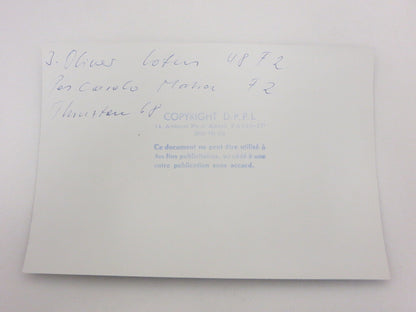 J. Oliver Lotus 48 F2
Pescarolo Matra F2
Thruxton 68
COPYRIGHT D.P.P.I.
Ce document ne peut être utilisé à
des fins publicitaires, ou cédé à une
autre publication sans accord.